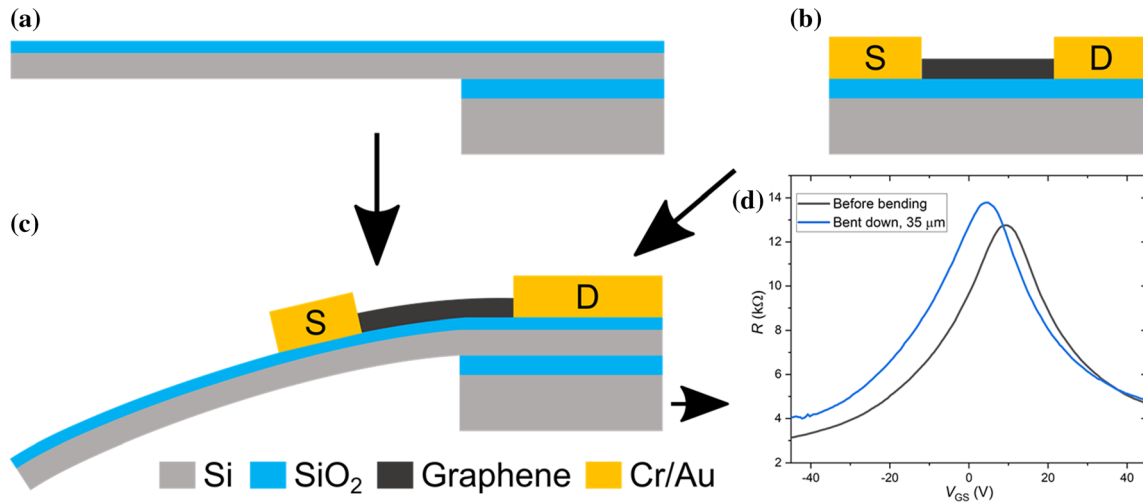 (a)
(b)
S
D
(c)
S
D
(d)
Before bending
Bent down, 35 μm
R (kΩ)
14
12
10
8
6
4
2
-40
-20
0
20
40
V_GS (V)
Si
SiO₂
Graphene
Cr/Au